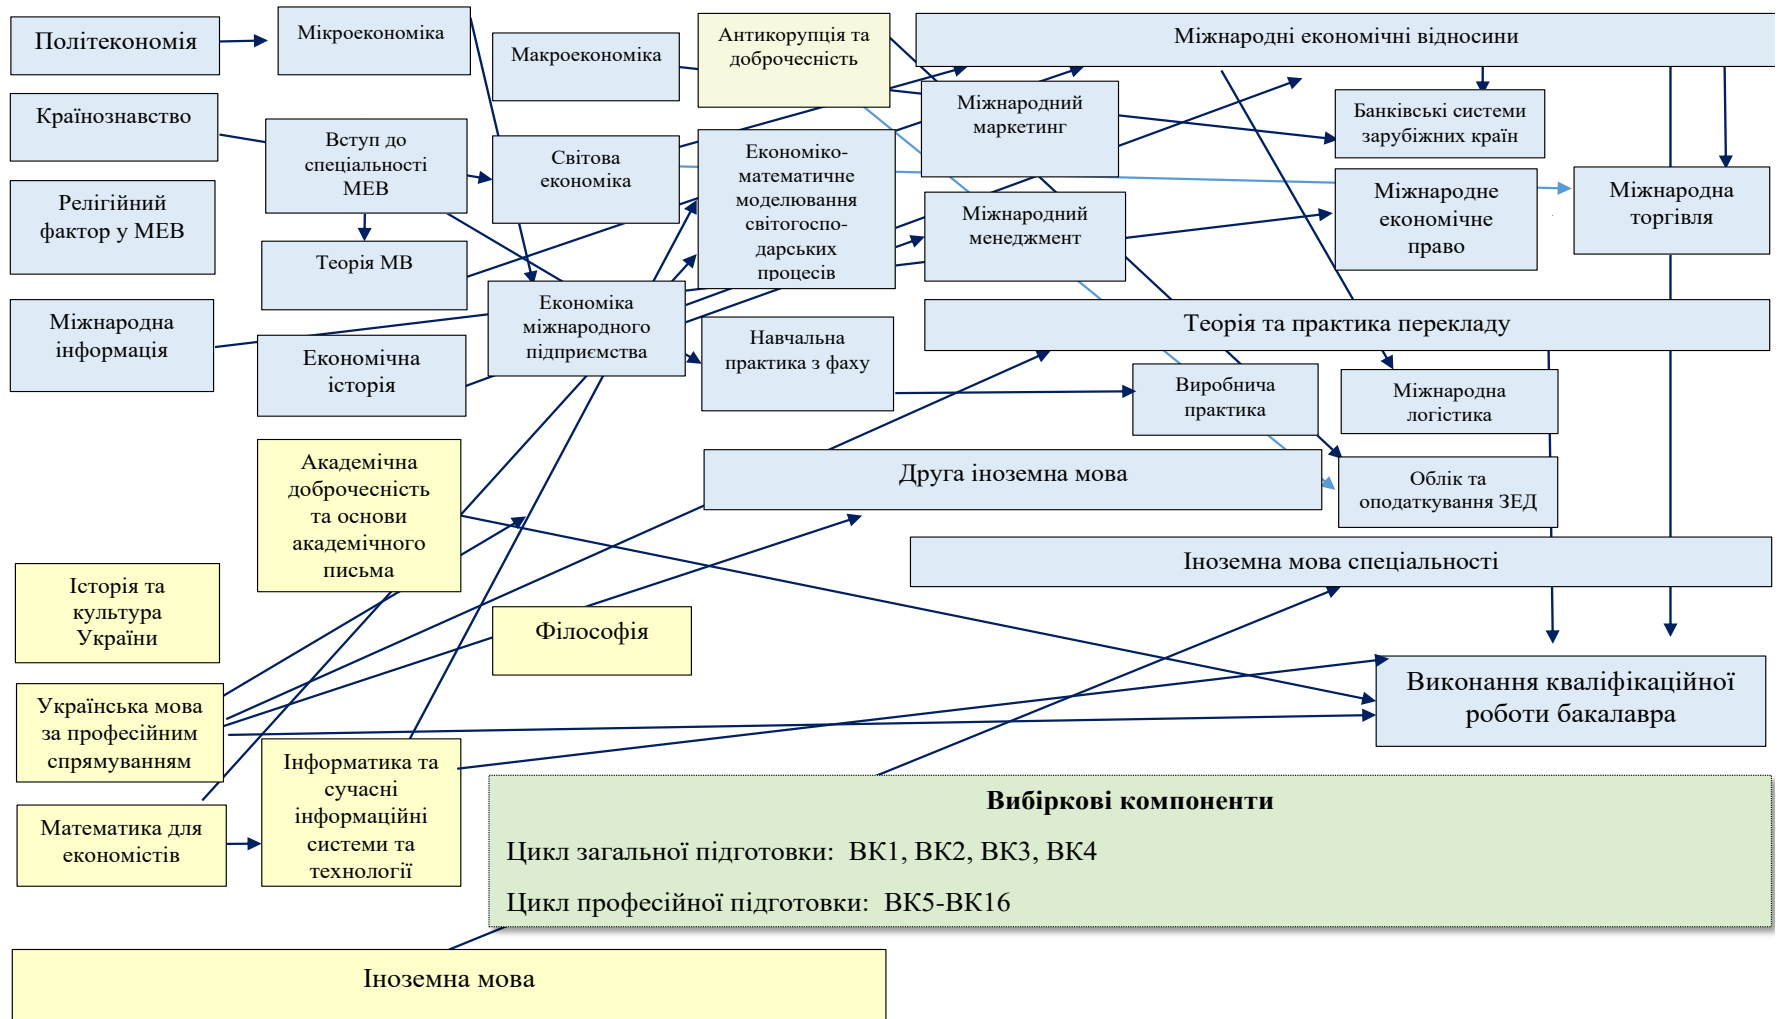 Політекономія
Мікроекономіка
Макроекономіка
Антикорупція та
доброчесність
Міжнародні економічні відносини
Країнознавство
Вступ до
спеціальності
МЕВ
Світова
економіка
Економіко-
математичне
моделювання
світогоспо-
дарських
процесів
Міжнародний
маркетинг
Банківські системи
зарубіжних країн
Релігійний
фактор у МЕВ
Теорія МВ
Міжнародний
менеджмент
Міжнародне
економічне
право
Міжнародна
торгівля
Міжнародна
інформація
Економічна
історія
Економіка
міжнародного
підприємства
Навчальна
практика з фаху
Теорія та практика перекладу
Виробнича
практика
Міжнародна
логістика
Академічна
доброчесність
та основи
академічного
письма
Друга іноземна мова
Облік та
оподаткування ЗЕД
Іноземна мова спеціальності
Історія та
культура
України
Філософія
Українська мова
за професійним
спрямуванням
Виконання кваліфікаційної
роботи бакалавра
Математика для
економістів
Інформатика та
сучасні
інформаційні
системи та
технології
Вибіркові компоненти
Цикл загальної підготовки: ВК1, ВК2, ВК3, ВК4
Цикл професійної підготовки: ВК5-ВК16
Іноземна мова